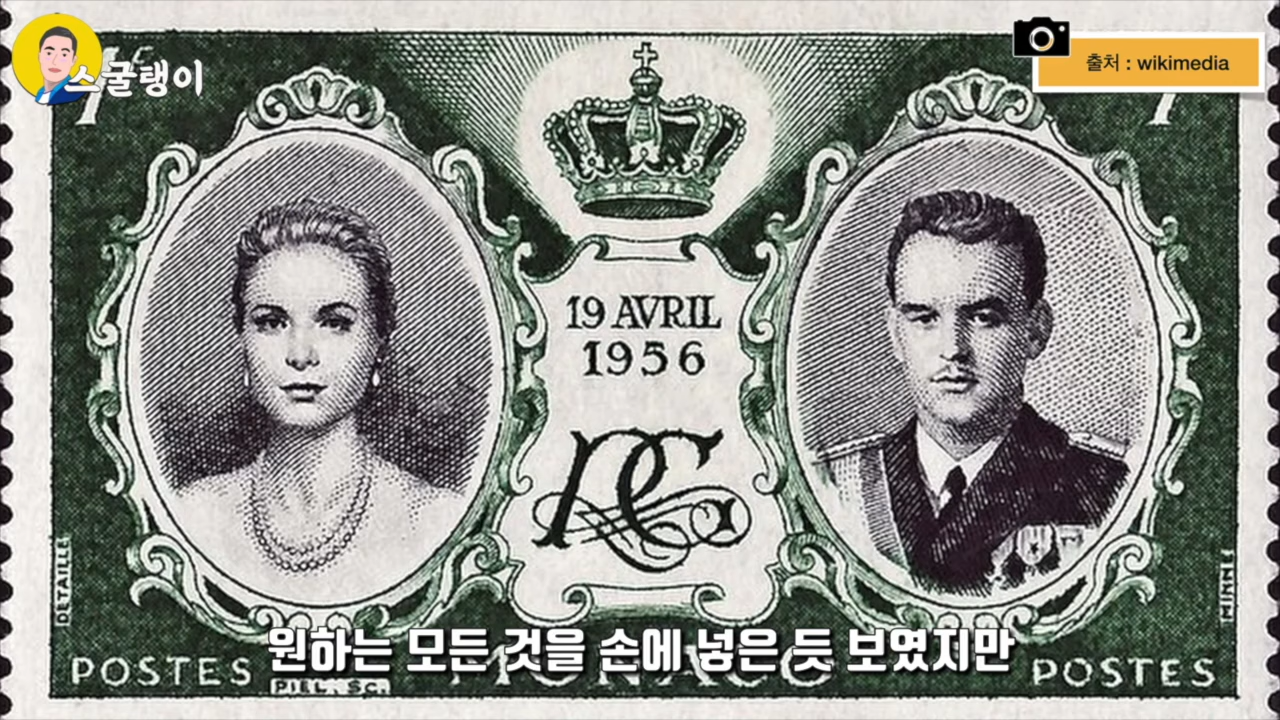 스굴탱이
출처 : wikimedia
19 AVRIL
1956
POSTES
MONACO
POSTES
원하는 모든 것을 손에 넣은 듯 보였지만